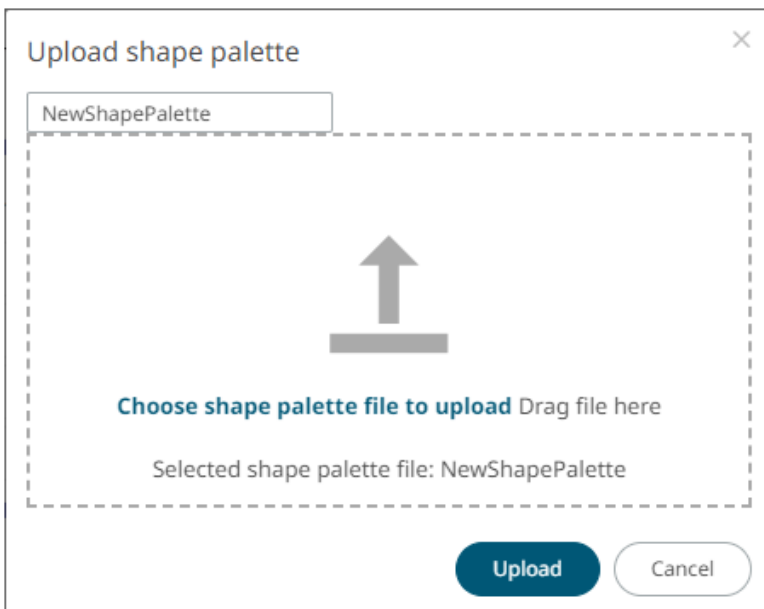 Upload shape palette
NewShapePalette
Choose shape palette file to upload Drag file here
Selected shape palette file: NewShapePalette
Upload Cancel